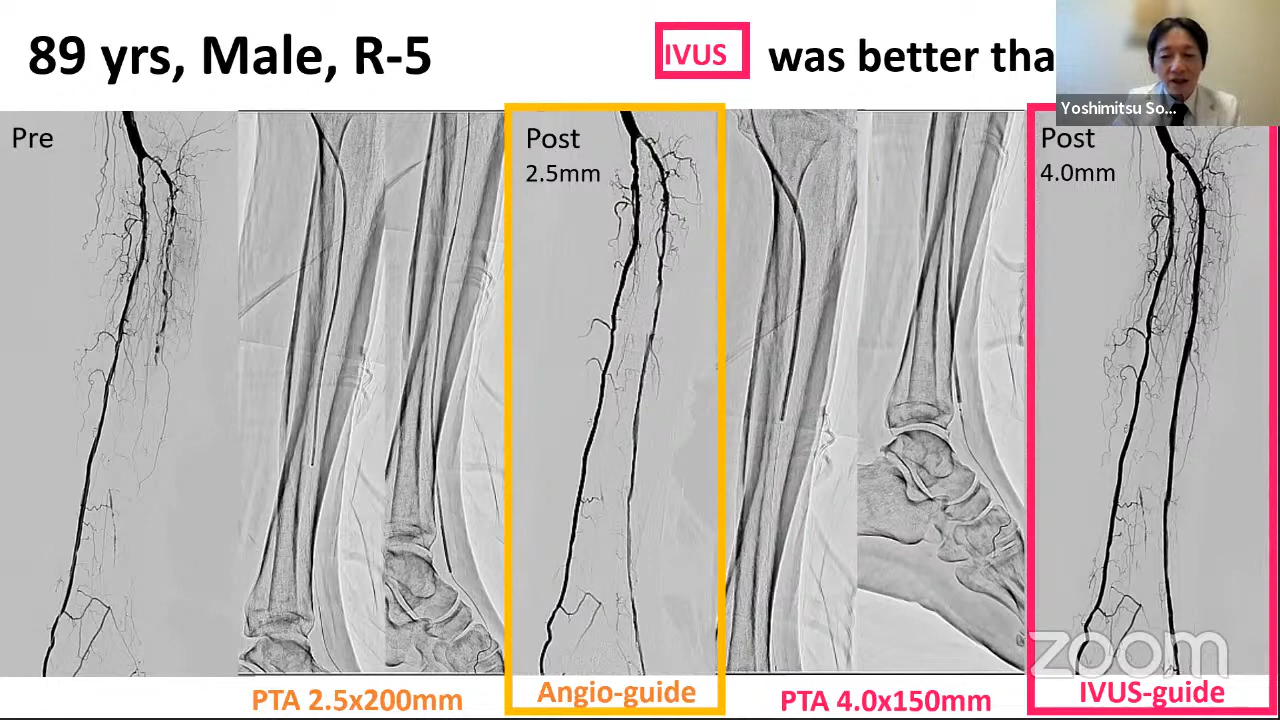 89 yrs, Male, R-5
IVUS was better tha
Yoshimitsu So...
Pre
Post
2.5mm
Post
4.0mm
PTA 2.5x200mm
Angio-guide
PTA 4.0x150mm
IVUS-guide
zoom